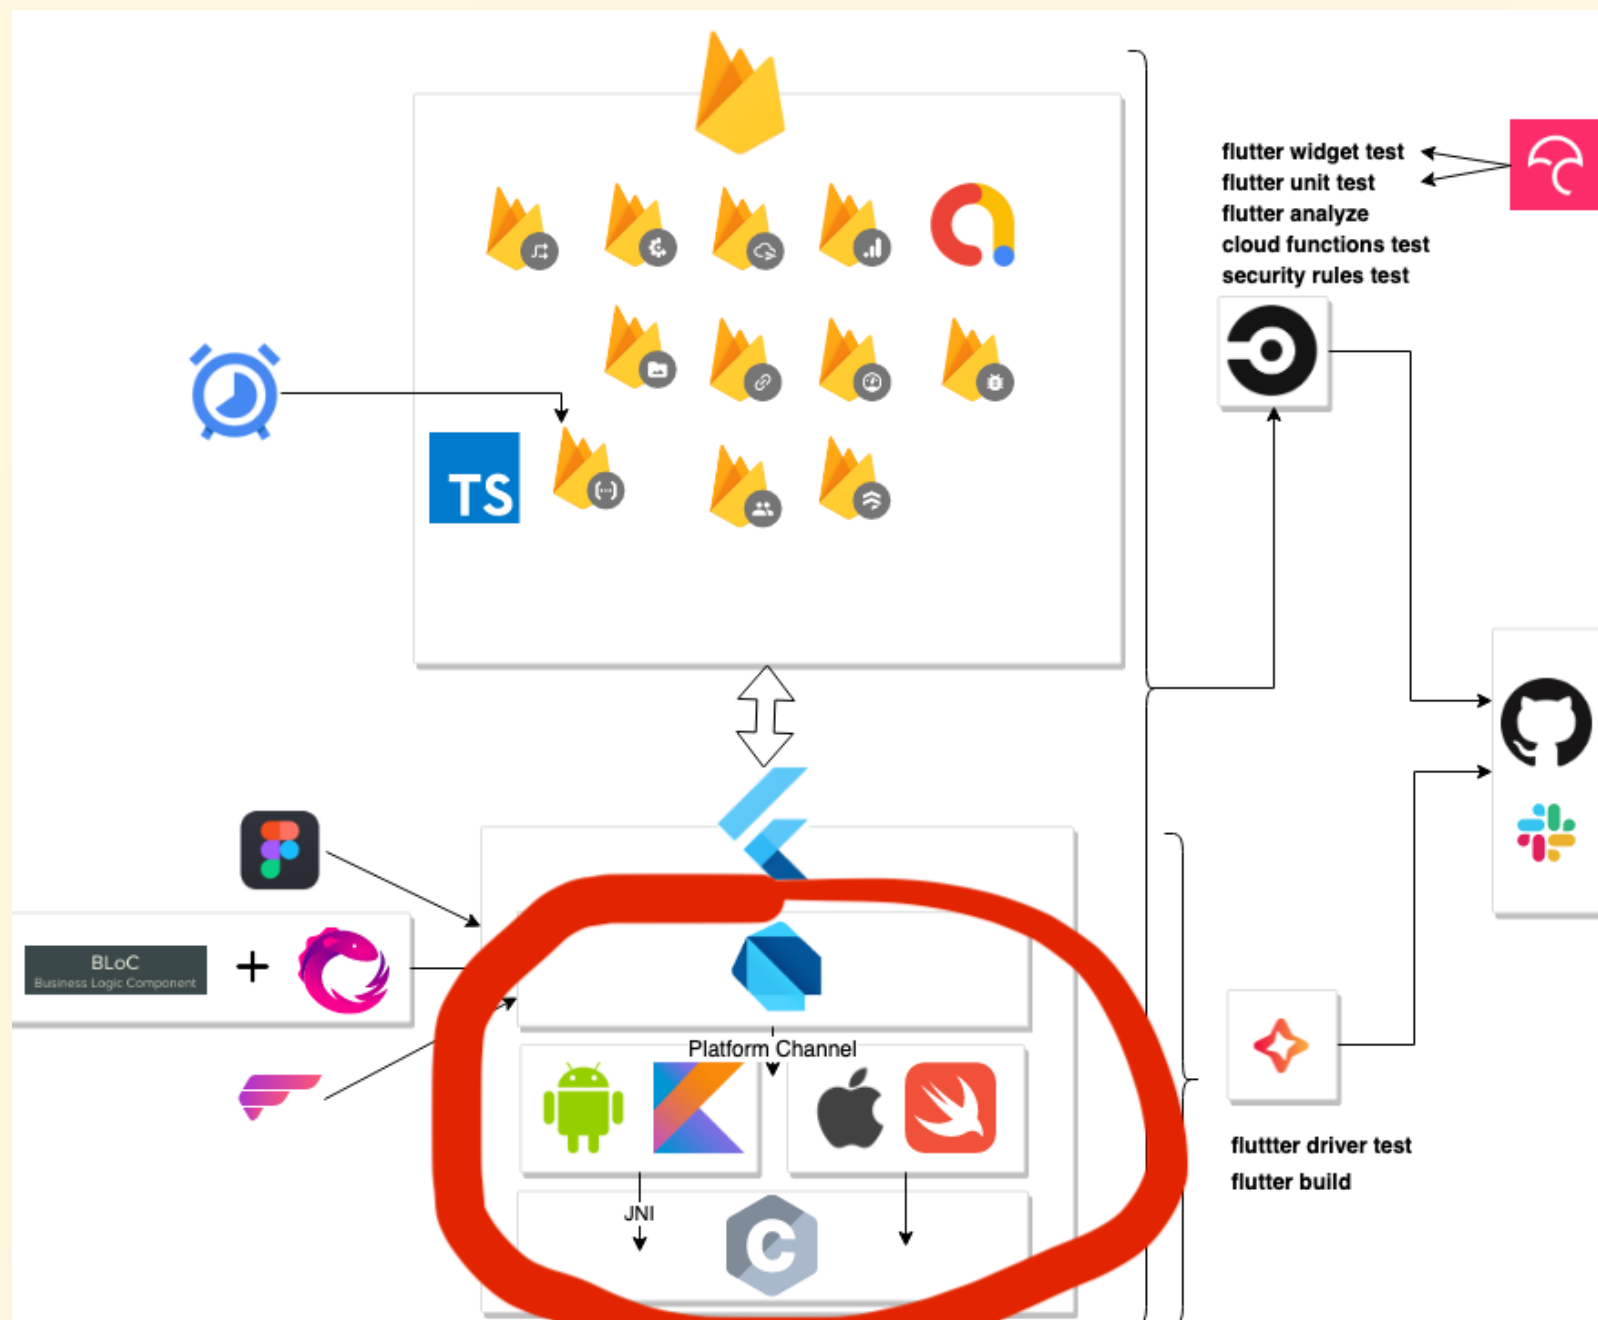 flutter widget test
flutter unit test
flutter analyze
cloud functions test
security rules test
TS
BLoC
Business Logic Component
+
Platform Channel
JNI
C
fluttter driver test
flutter build